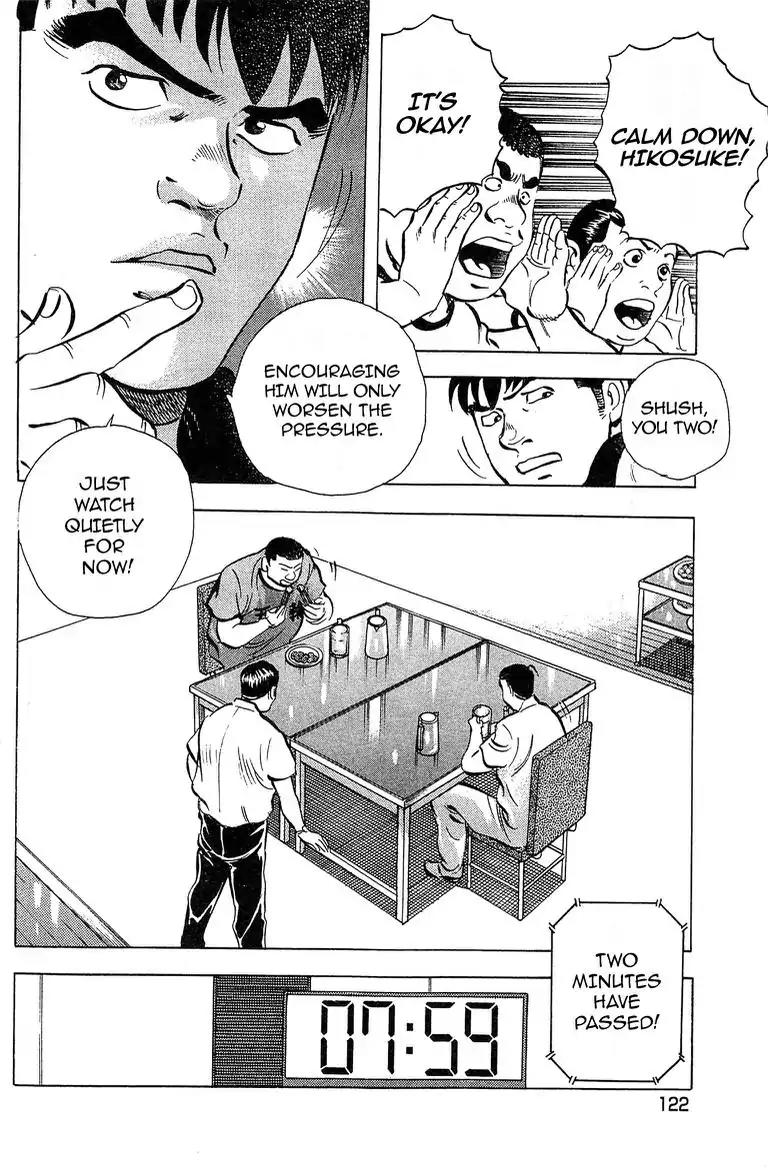 CALM DOWN,
HIKOSUKE!
IT'S
OKAY!
SHUSH,
YOU TWO!
ENCOURAGING
HIM WILL ONLY
WORSEN THE
PRESSURE.
JUST
WATCH
QUIETLY
FOR
NOW!
TWO
MINUTES
HAVE
PASSED!
07:59
122